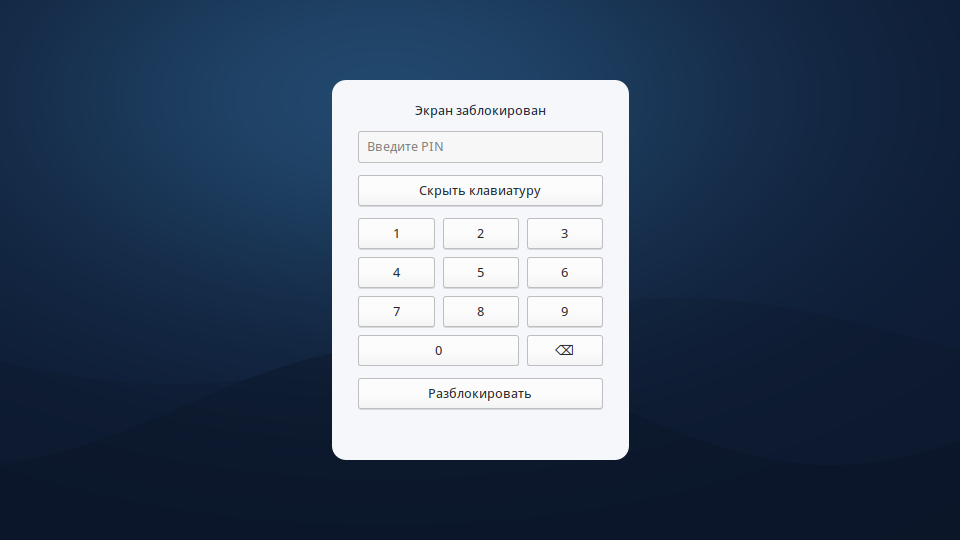 Экран заблокирован
Введите PIN
Скрыть клавиатуру
1 2 3
4 5 6
7 8 9
0 ⌫
Разблокировать